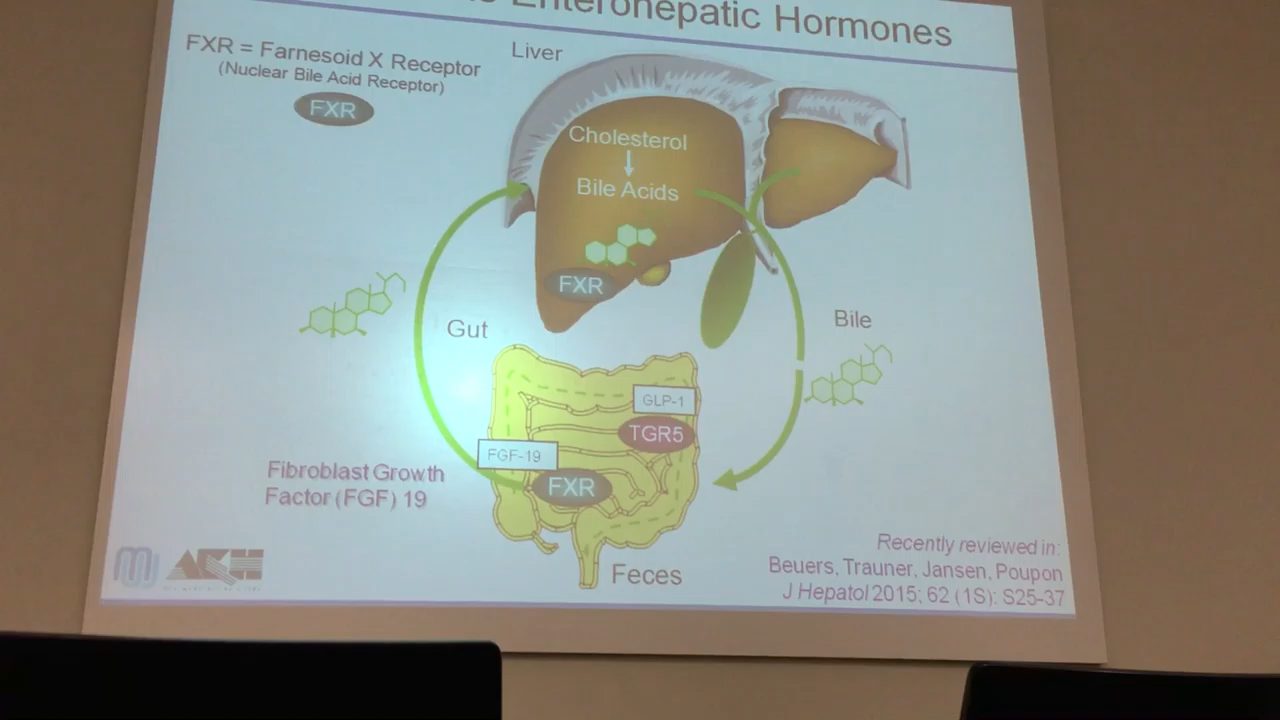 Enterohepatic Hormones
FXR = Farnesoid X Receptor
(Nuclear Bile Acid Receptor)
FXR
Liver
Cholesterol
Bile Acids
FXR
Gut
Bile
GLP-1
TGR5
FGF-19
FXR
Fibroblast Growth
Factor (FGF) 19
Feces
Recently reviewed in:
Beuers, Trauner, Jansen, Poupon
J Hepatol 2015; 62 (1S): S25-37
AKH